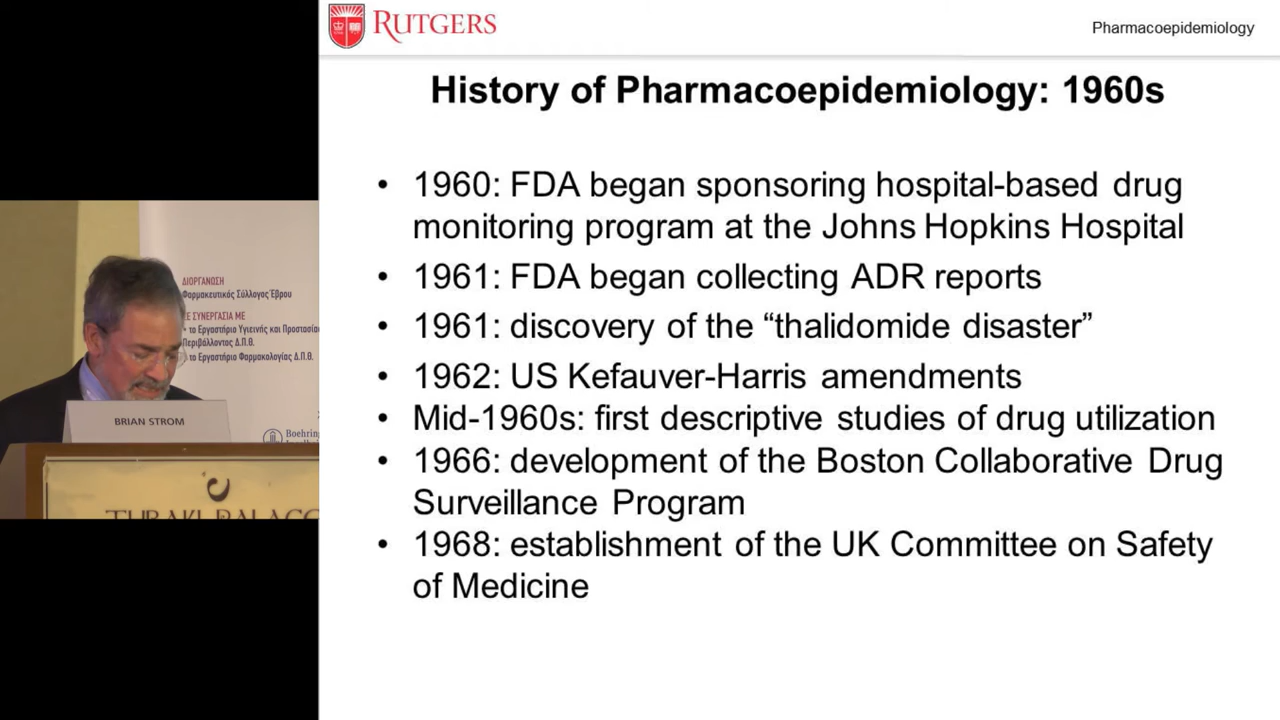 RUTGERS
Pharmacoepidemiology
History of Pharmacoepidemiology: 1960s
• 1960: FDA began sponsoring hospital-based drug
monitoring program at the Johns Hopkins Hospital
• 1961: FDA began collecting ADR reports
• 1961: discovery of the “thalidomide disaster”
• 1962: US Kefauver-Harris amendments
• Mid-1960s: first descriptive studies of drug utilization
• 1966: development of the Boston Collaborative Drug
Surveillance Program
• 1968: establishment of the UK Committee on Safety
of Medicine
ΔΙΟΡΓΑΝΩΣΗ
Φαρμακευτικός Σύλλογος Έβρου
ΣΕ ΣΥΝΕΡΓΑΣΙΑ ΜΕ
• το Εργαστήριο Υγιεινής και Προστασία
Περιβάλλοντος Δ.Π.Θ.
• το Εργαστήριο Φαρμακολογίας Δ.Π.Θ.
BRIAN STROM
Boehring